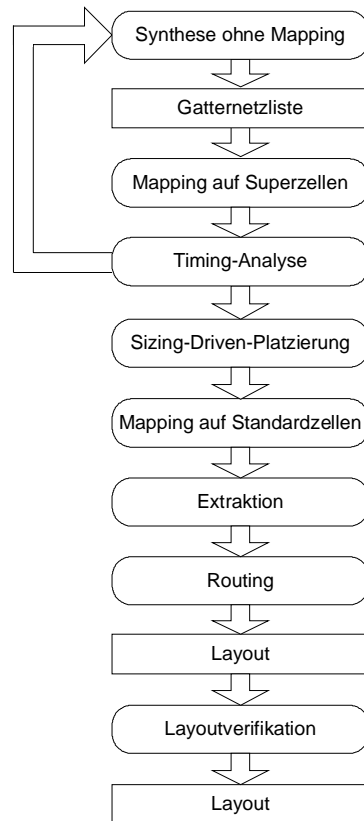 Synthese ohne Mapping
Gatternetzliste
Mapping auf Superzellen
Timing-Analyse
Sizing-Driven-Platzierung
Mapping auf Standardzellen
Extraktion
Routing
Layout
Layoutverifikation
Layout